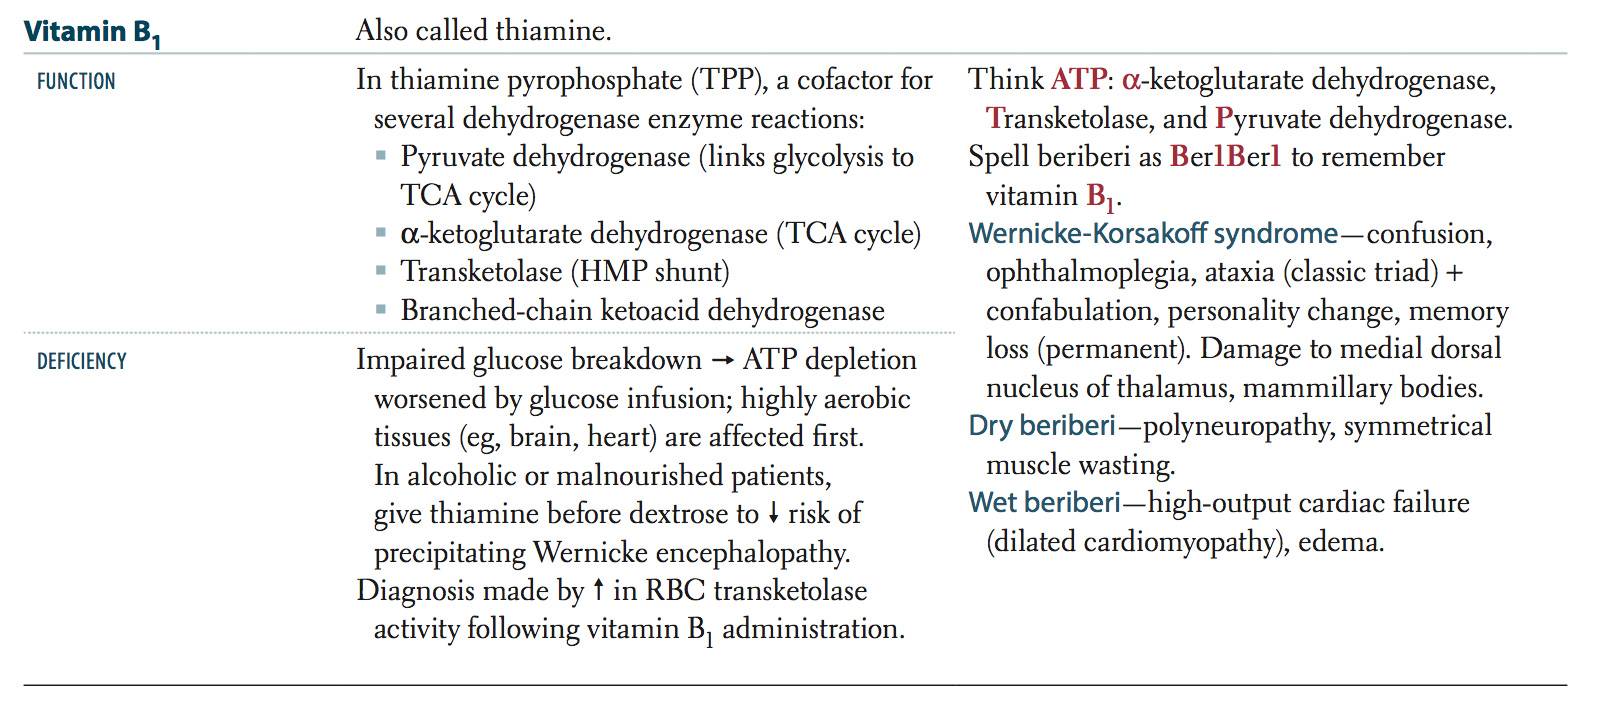 Vitamin B₁
Also called thiamine.
FUNCTION
In thiamine pyrophosphate (TPP), a cofactor for
several dehydrogenase enzyme reactions:
▪ Pyruvate dehydrogenase (links glycolysis to
TCA cycle)
▪ α-ketoglutarate dehydrogenase (TCA cycle)
▪ Transketolase (HMP shunt)
▪ Branched-chain ketoacid dehydrogenase
Think ATP: α-ketoglutarate dehydrogenase,
Transketolase, and Pyruvate dehydrogenase.
Spell beriberi as Ber1Ber1 to remember
vitamin B₁.
Wernicke-Korsakoff syndrome—confusion,
ophthalmoplegia, ataxia (classic triad) +
confabulation, personality change, memory
loss (permanent). Damage to medial dorsal
nucleus of thalamus, mammillary bodies.
Dry beriberi—polyneuropathy, symmetrical
muscle wasting.
Wet beriberi—high-output cardiac failure
(dilated cardiomyopathy), edema.
DEFICIENCY
Impaired glucose breakdown → ATP depletion
worsened by glucose infusion; highly aerobic
tissues (eg, brain, heart) are affected first.
In alcoholic or malnourished patients,
give thiamine before dextrose to ↓ risk of
precipitating Wernicke encephalopathy.
Diagnosis made by ↑ in RBC transketolase
activity following vitamin B₁ administration.